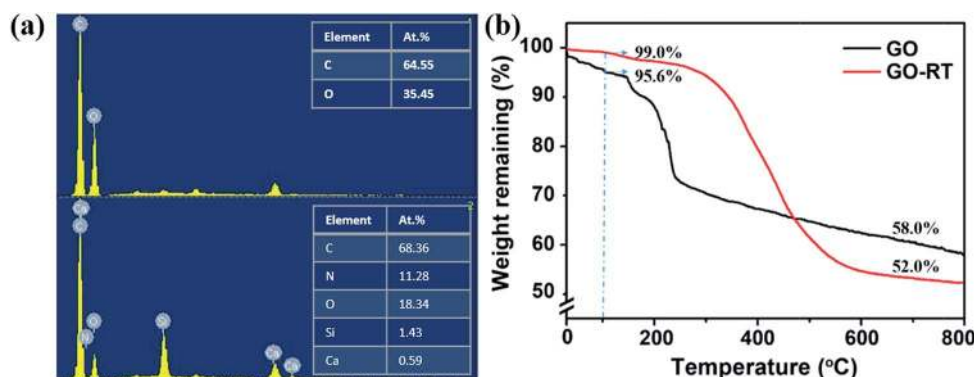 (a)
1
Element At.%
C 64.55
O 35.45
2
Element At.%
C 68.36
N 11.28
O 18.34
Si 1.43
Ca 0.59
(b)
Weight remaining (%)
100
90
80
70
60
50
99.0%
95.6%
GO
GO-RT
58.0%
52.0%
0 200 400 600 800
Temperature (°C)